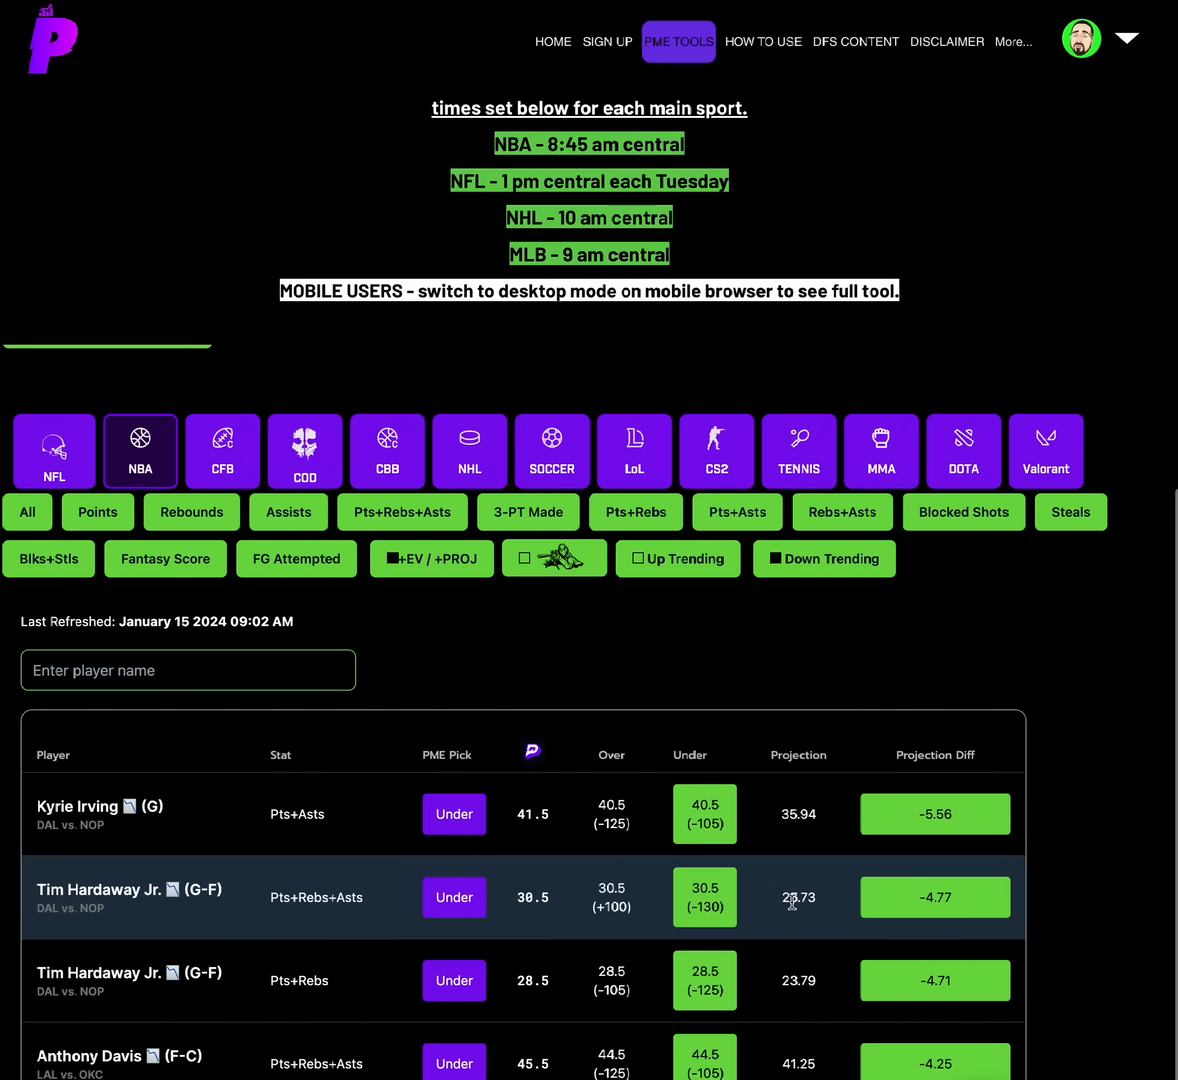 HOME SIGN UP PME TOOLS HOW TO USE DFS CONTENT DISCLAIMER More...
times set below for each main sport.
NBA - 8:45 am central
NFL - 1 pm central each Tuesday
NHL - 10 am central
MLB - 9 am central
MOBILE USERS - switch to desktop mode on mobile browser to see full tool.
NFL NBA CFB COD CBB NHL SOCCER LoL CS2 TENNIS MMA DOTA Valorant
All Points Rebounds Assists Pts+Rebs+Asts 3-PT Made Pts+Rebs Pts+Asts Rebs+Asts Blocked Shots Steals
Blks+Stls Fantasy Score FG Attempted +EV / +PROJ Up Trending Down Trending
Last Refreshed: January 15 2024 09:02 AM
Enter player name
Player Stat PME Pick P Over Under Projection Projection Diff
Kyrie Irving (G) Pts+Asts Under 41.5 40.5 (-125) 40.5 (-105) 35.94 -5.56
DAL vs. NOP
Tim Hardaway Jr. (G-F) Pts+Rebs+Asts Under 30.5 30.5 (+100) 30.5 (-130) -4.77
DAL vs. NOP
Tim Hardaway Jr. (G-F) Pts+Rebs Under 28.5 28.5 (-105) 28.5 (-125) 23.79 -4.71
DAL vs. NOP
Anthony Davis (F-C) Pts+Rebs+Asts Under 45.5 44.5 (-125) 44.5 (-105) 41.25 -4.25
LAL vs. OKC